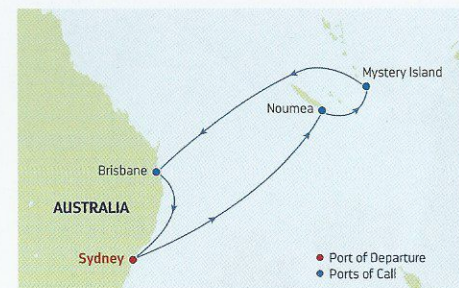 Mystery Island
Noumea
Brisbane
AUSTRALIA
Sydney
Port of Departure
Ports of Call